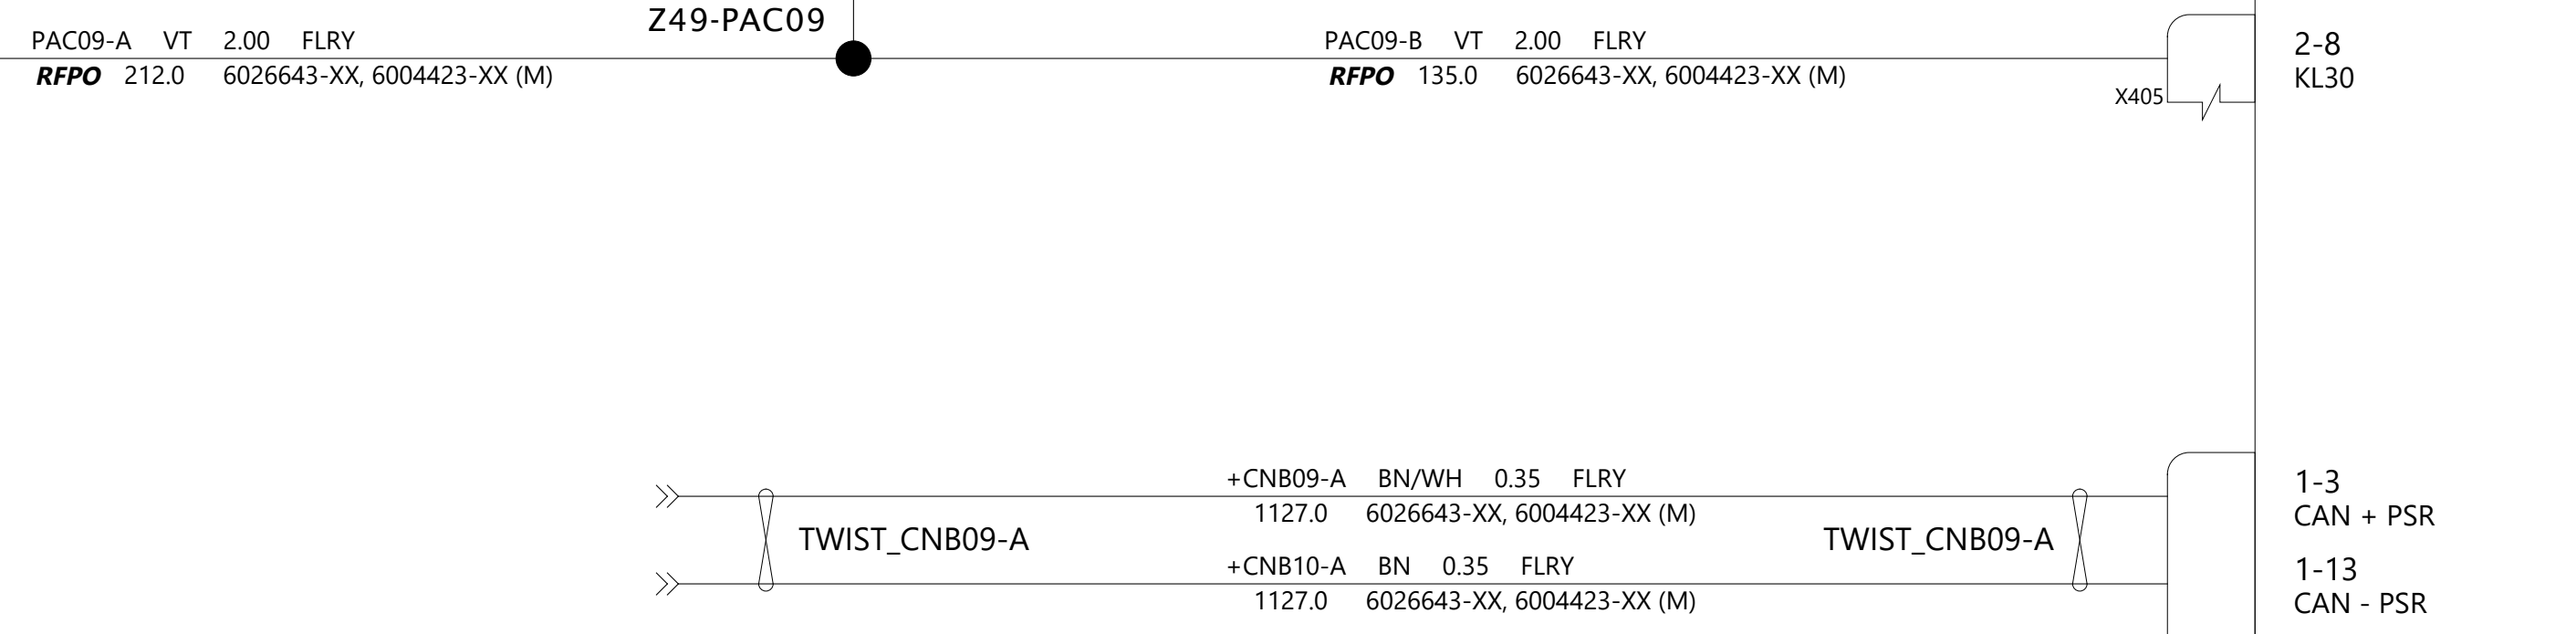 Z49-PAC09
PAC09-A VT 2.00 FLRY
RFPO 212.0 6026643-XX, 6004423-XX (M)
PAC09-B VT 2.00 FLRY
RFPO 135.0 6026643-XX, 6004423-XX (M)
X405
2-8
KL30
+CNB09-A BN/WH 0.35 FLRY
1127.0 6026643-XX, 6004423-XX (M)
1-3
CAN + PSR
TWIST_CNB09-A
TWIST_CNB09-A
+CNB10-A BN 0.35 FLRY
1127.0 6026643-XX, 6004423-XX (M)
1-13
CAN - PSR